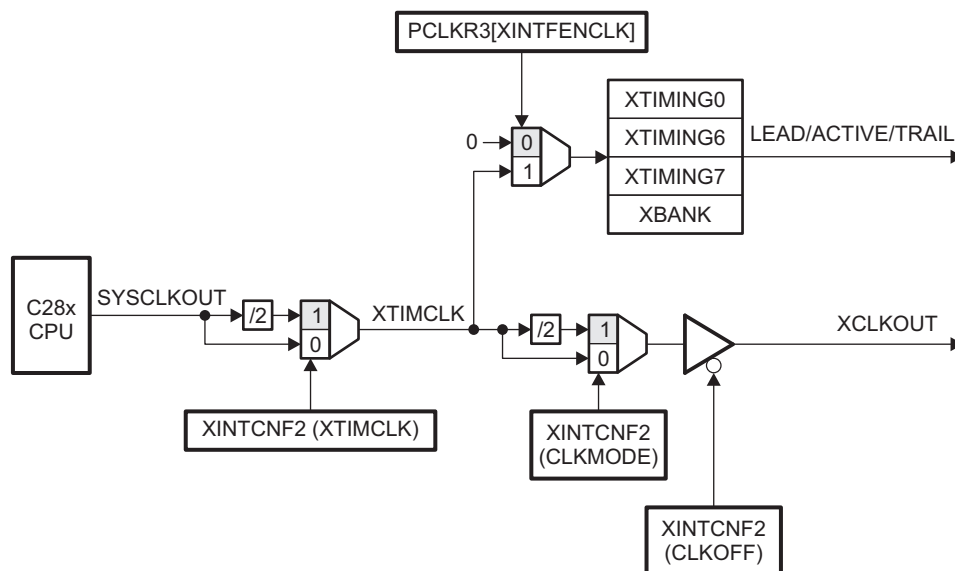 PCLKR3[XINTFENCLK]
XTIMING0
0
0
XTIMING6
LEAD/ACTIVE/TRAIL
1
XTIMING7
XBANK
C28x
CPU
SYSCLKOUT
/2
1
0
XTIMCLK
/2
1
0
XCLKOUT
XINTCNF2 (XTIMCLK)
XINTCNF2
(CLKMODE)
XINTCNF2
(CLKOFF)